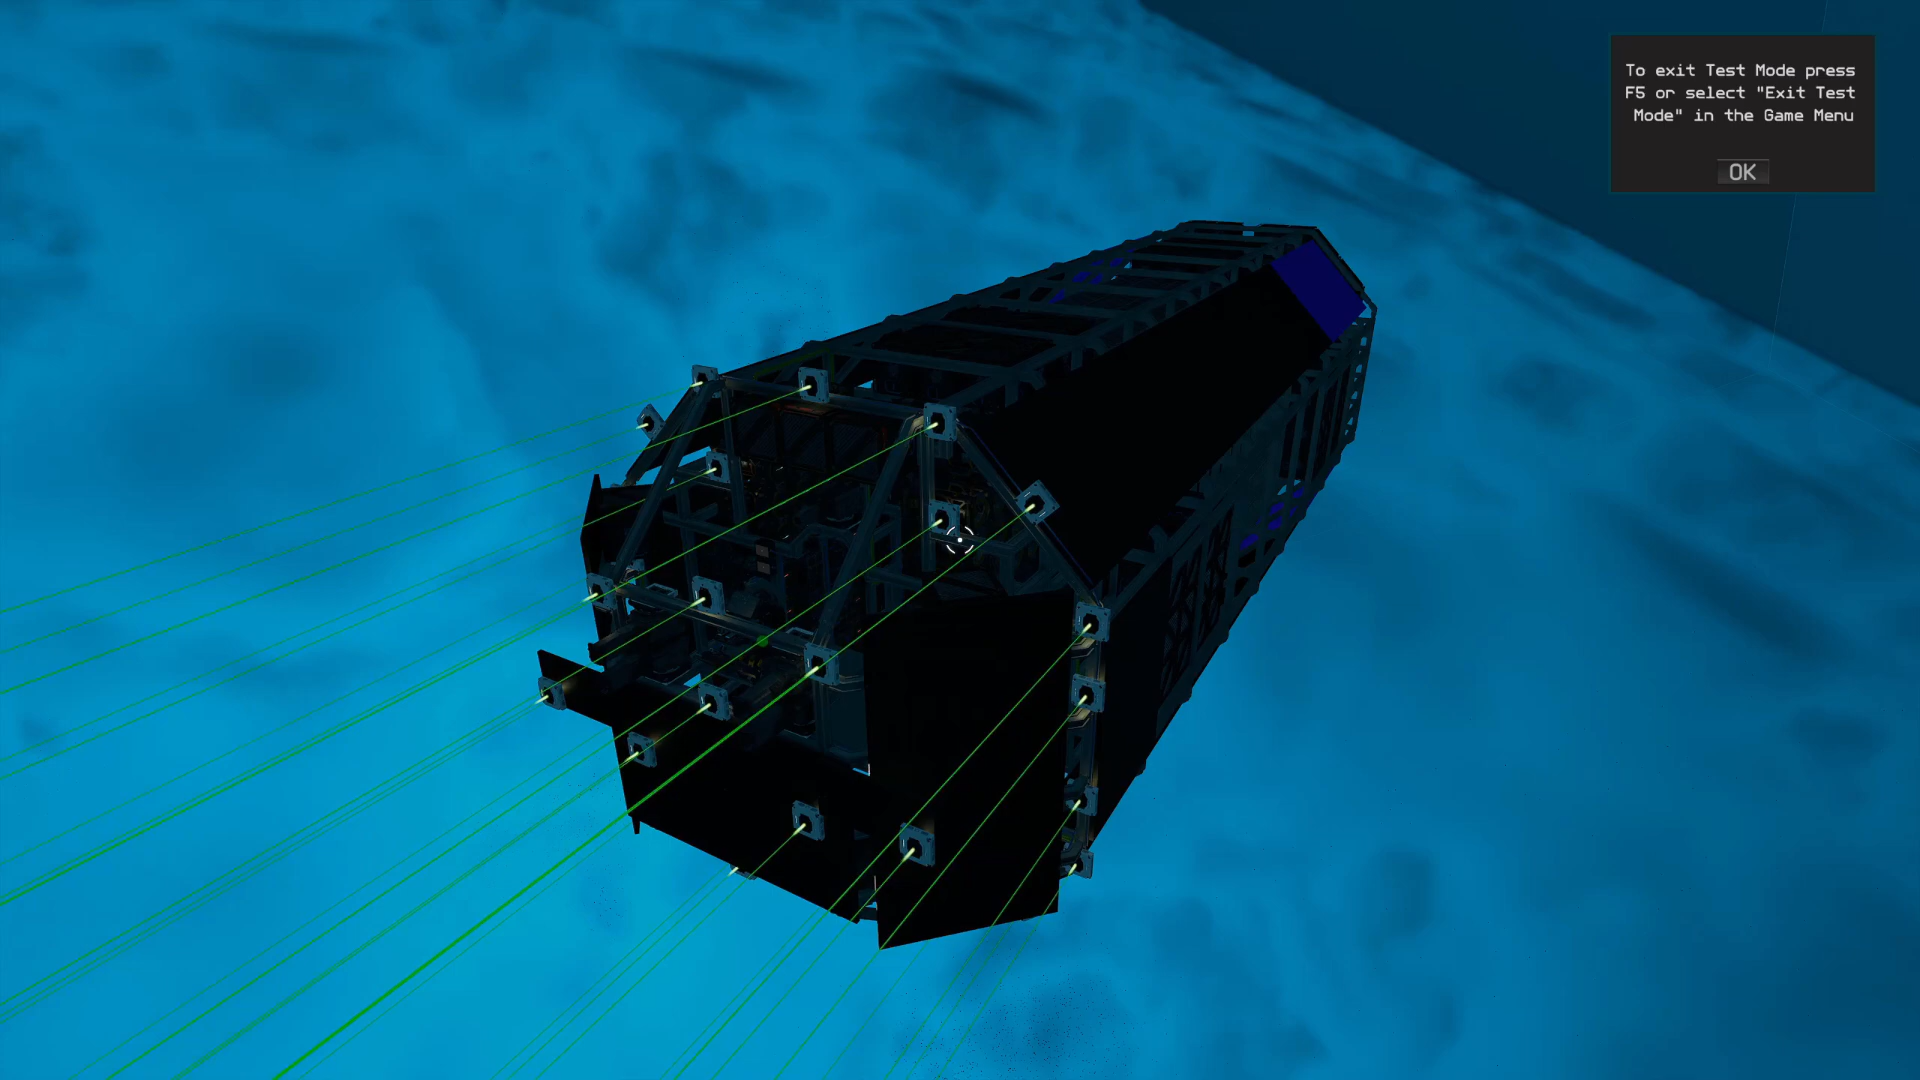 To exit Test Mode press
F5 or select "Exit Test
Mode" in the Game Menu
OK